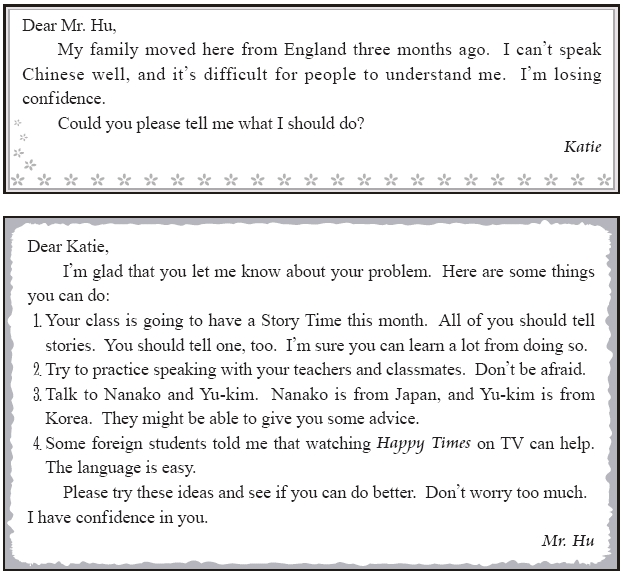 Dear Mr. Hu,
My family moved here from England three months ago. I can't speak
Chinese well, and it's difficult for people to understand me. I'm losing
confidence.
Could you please tell me what I should do?
Katie
Dear Katie,
I'm glad that you let me know about your problem. Here are some things
you can do:
1. Your class is going to have a Story Time this month. All of you should tell
stories. You should tell one, too. I'm sure you can learn a lot from doing so.
2. Try to practice speaking with your teachers and classmates. Don't be afraid.
3. Talk to Nanako and Yu-kim. Nanako is from Japan, and Yu-kim is from
Korea. They might be able to give you some advice.
4. Some foreign students told me that watching Happy Times on TV can help.
The language is easy.
Please try these ideas and see if you can do better. Don't worry too much.
I have confidence in you.
Mr. Hu